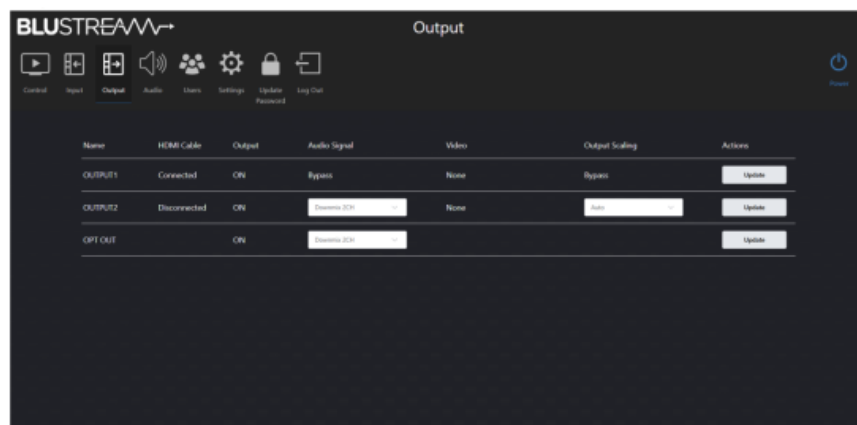 BLUSTREAM
Output
Control Input Output Audio Users Settings Update Password Log Out
Power
Name HDMI Cable Output Audio Signal Video Output Scaling Actions
OUTPUT1 Connected ON Bypass None Bypass Update
OUTPUT2 Disconnected ON Downmix 2CH None Auto Update
OPT OUT ON Downmix 2CH Update